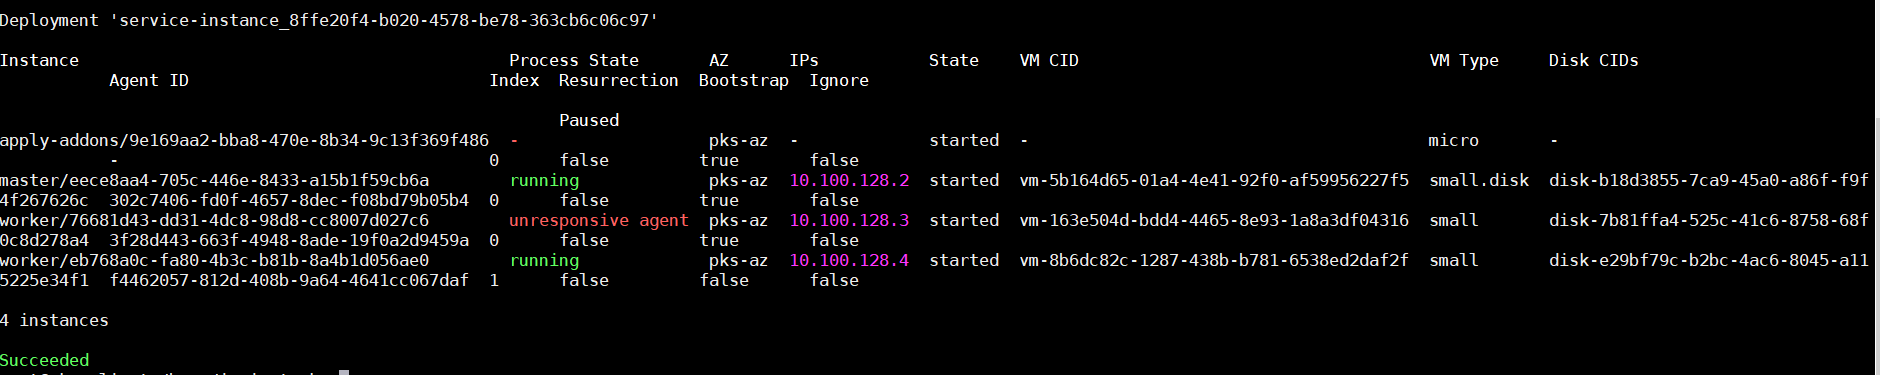 Deployment 'service-instance_8ffe20f4-b020-4578-be78-363cb6c06c97'
Instance Process State AZ IPs State VM CID VM Type Disk CIDs
Agent ID Index Resurrection Bootstrap Ignore
Paused
apply-addons/9e169aa2-bba8-470e-8b34-9c13f369f486 - pks-az - started - micro -
- 0 false true false
master/eece8aa4-705c-446e-8433-a15b1f59cb6a running pks-az 10.100.128.2 started vm-5b164d65-01a4-4e41-92f0-af59956227f5 small.disk disk-b18d3855-7ca9-45a0-a86f-f9f
4f267626c 302c7406-fd0f-4657-8dec-f08bd79b05b4 0 false true false
worker/76681d43-dd31-4dc8-98d8-cc8007d027c6 unresponsive agent pks-az 10.100.128.3 started vm-163e504d-bdd4-4465-8e93-1a8a3df04316 small disk-7b81ffa4-525c-41c6-8758-68f
0c8d278a4 3f28d443-663f-4948-8ade-19f0a2d9459a 0 false true false
worker/eb768a0c-fa80-4b3c-b81b-8a4b1d056ae0 running pks-az 10.100.128.4 started vm-8b6dc82c-1287-438b-b781-6538ed2daf2f small disk-e29bf79c-b2bc-4ac6-8045-a11
5225e34f1 f4462057-812d-408b-9a64-4641cc067daf 1 false false false
4 instances
Succeeded